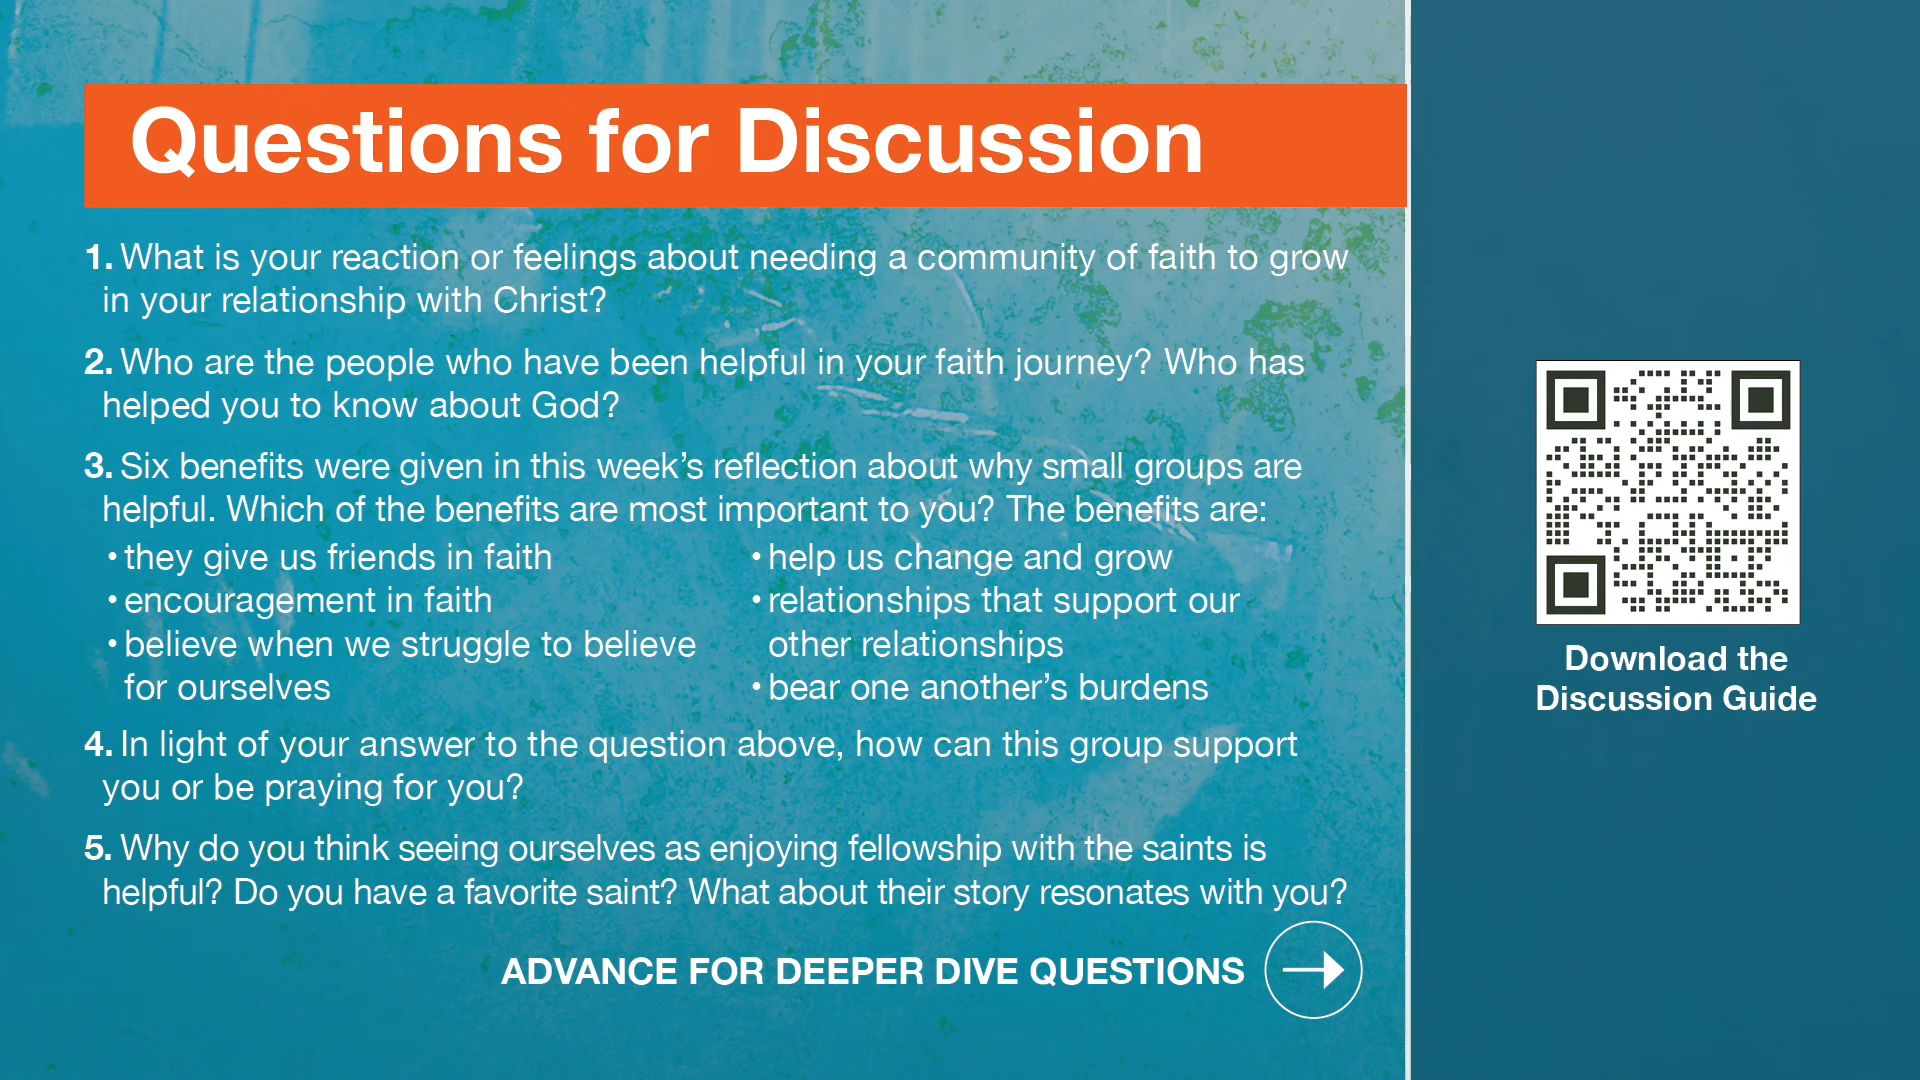 Questions for Discussion
1. What is your reaction or feelings about needing a community of faith to grow
in your relationship with Christ?
2. Who are the people who have been helpful in your faith journey? Who has
helped you to know about God?
3. Six benefits were given in this week’s reflection about why small groups are
helpful. Which of the benefits are most important to you? The benefits are:
• they give us friends in faith
• encouragement in faith
• believe when we struggle to believe
for ourselves
• help us change and grow
• relationships that support our
other relationships
• bear one another’s burdens
4. In light of your answer to the question above, how can this group support
you or be praying for you?
5. Why do you think seeing ourselves as enjoying fellowship with the saints is
helpful? Do you have a favorite saint? What about their story resonates with you?
ADVANCE FOR DEEPER DIVE QUESTIONS
Download the
Discussion Guide